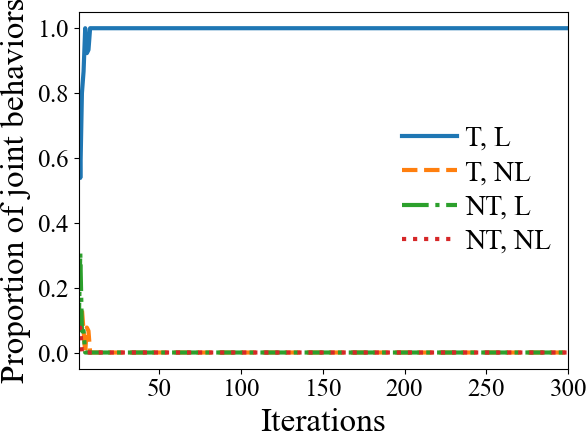 Proportion of joint behaviors
1.0
0.8
0.6
0.4
0.2
0.0
T, L
T, NL
NT, L
NT, NL
50 100 150 200 250 300
Iterations